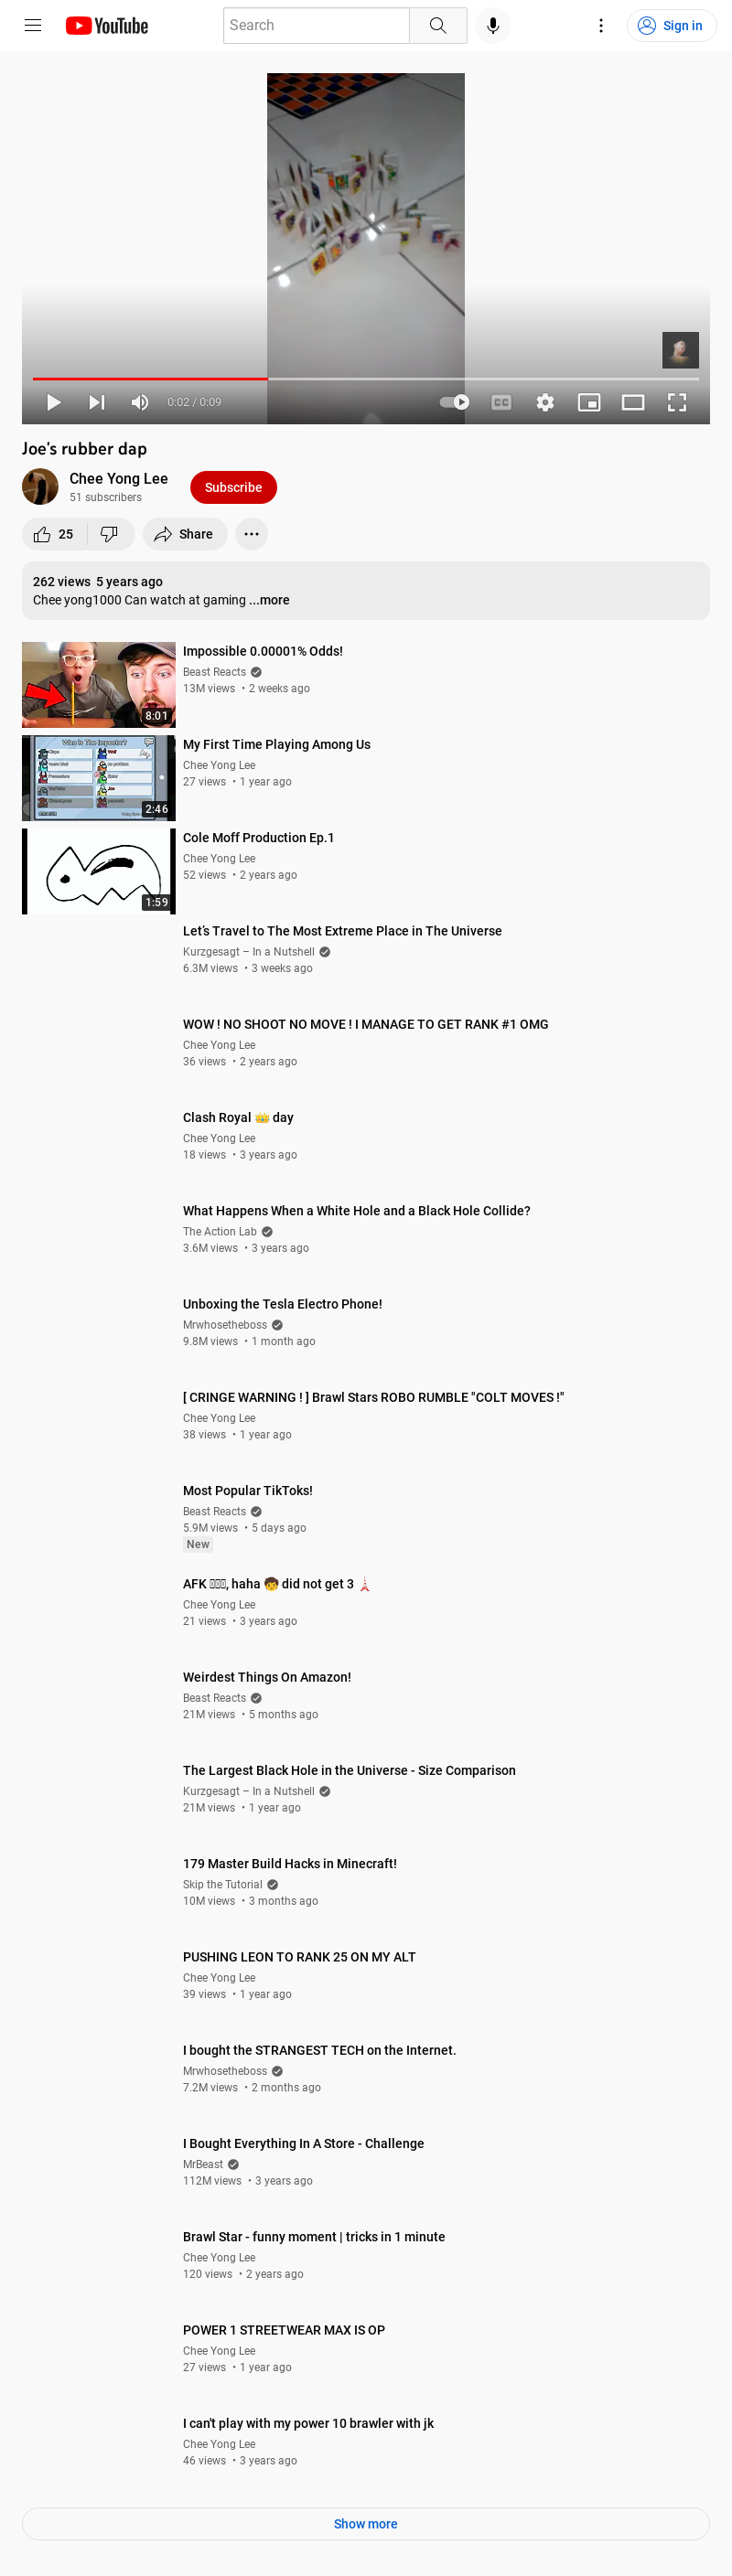 YouTube
Search
Sign in
0:02 / 0:09
CC
Joe's rubber dap
Chee Yong Lee
51 subscribers
Subscribe
25
Share
262 views 5 years ago
Chee yong1000 Can watch at gaming ...more
8:01
Impossible 0.00001% Odds!
Beast Reacts
13M views • 2 weeks ago
Who Is The Impostor?
2:46
My First Time Playing Among Us
Chee Yong Lee
27 views • 1 year ago
1:59
Cole Moff Production Ep.1
Chee Yong Lee
52 views • 2 years ago
Let’s Travel to The Most Extreme Place in The Universe
Kurzgesagt – In a Nutshell
6.3M views • 3 weeks ago
WOW ! NO SHOOT NO MOVE ! I MANAGE TO GET RANK #1 OMG
Chee Yong Lee
36 views • 2 years ago
Clash Royal 👑 day
Chee Yong Lee
18 views • 3 years ago
What Happens When a White Hole and a Black Hole Collide?
The Action Lab
3.6M views • 3 years ago
Unboxing the Tesla Electro Phone!
Mrwhosetheboss
9.8M views • 1 month ago
[ CRINGE WARNING ! ] Brawl Stars ROBO RUMBLE "COLT MOVES !"
Chee Yong Lee
38 views • 1 year ago
Most Popular TikToks!
Beast Reacts
5.9M views • 5 days ago
New
AFK , haha 🧒 did not get 3 🗼
Chee Yong Lee
21 views • 3 years ago
Weirdest Things On Amazon!
Beast Reacts
21M views • 5 months ago
The Largest Black Hole in the Universe - Size Comparison
Kurzgesagt – In a Nutshell
21M views • 1 year ago
179 Master Build Hacks in Minecraft!
Skip the Tutorial
10M views • 3 months ago
PUSHING LEON TO RANK 25 ON MY ALT
Chee Yong Lee
39 views • 1 year ago
I bought the STRANGEST TECH on the Internet.
Mrwhosetheboss
7.2M views • 2 months ago
I Bought Everything In A Store - Challenge
MrBeast
112M views • 3 years ago
Brawl Star - funny moment | tricks in 1 minute
Chee Yong Lee
120 views • 2 years ago
POWER 1 STREETWEAR MAX IS OP
Chee Yong Lee
27 views • 1 year ago
I can't play with my power 10 brawler with jk
Chee Yong Lee
46 views • 3 years ago
Show more